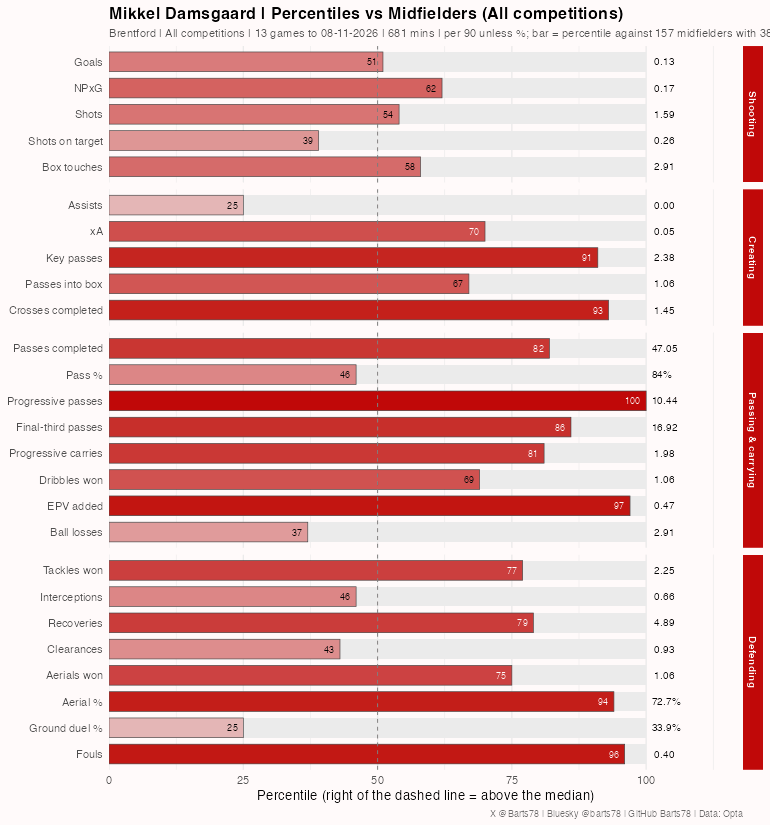 Mikkel Damsgaard | Percentiles vs Midfielders (All competitions)
Brentford | All competitions | 13 games to 08-11-2026 | 681 mins | per 90 unless %; bar = percentile against 157 midfielders with 38
Goals 51 0.13
NPxG 62 0.17
Shots 54 1.59
Shots on target 39 0.26
Box touches 58 2.91
Shooting
Assists 25 0.00
xA 70 0.05
Key passes 91 2.38
Passes into box 67 1.06
Crosses completed 93 1.45
Creating
Passes completed 82 47.05
Pass % 46 84%
Progressive passes 100 10.44
Final-third passes 86 16.92
Progressive carries 81 1.98
Dribbles won 69 1.06
EPV added 97 0.47
Ball losses 37 2.91
Passing & carrying
Tackles won 77 2.25
Interceptions 46 0.66
Recoveries 79 4.89
Clearances 43 0.93
Aerials won 75 1.06
Aerial % 94 72.7%
Ground duel % 25 33.9%
Fouls 96 0.40
Defending
0 25 50 75 100
Percentile (right of the dashed line = above the median)
X @Barts78 | Bluesky @barts78 | GitHub Barts78 | Data: Opta